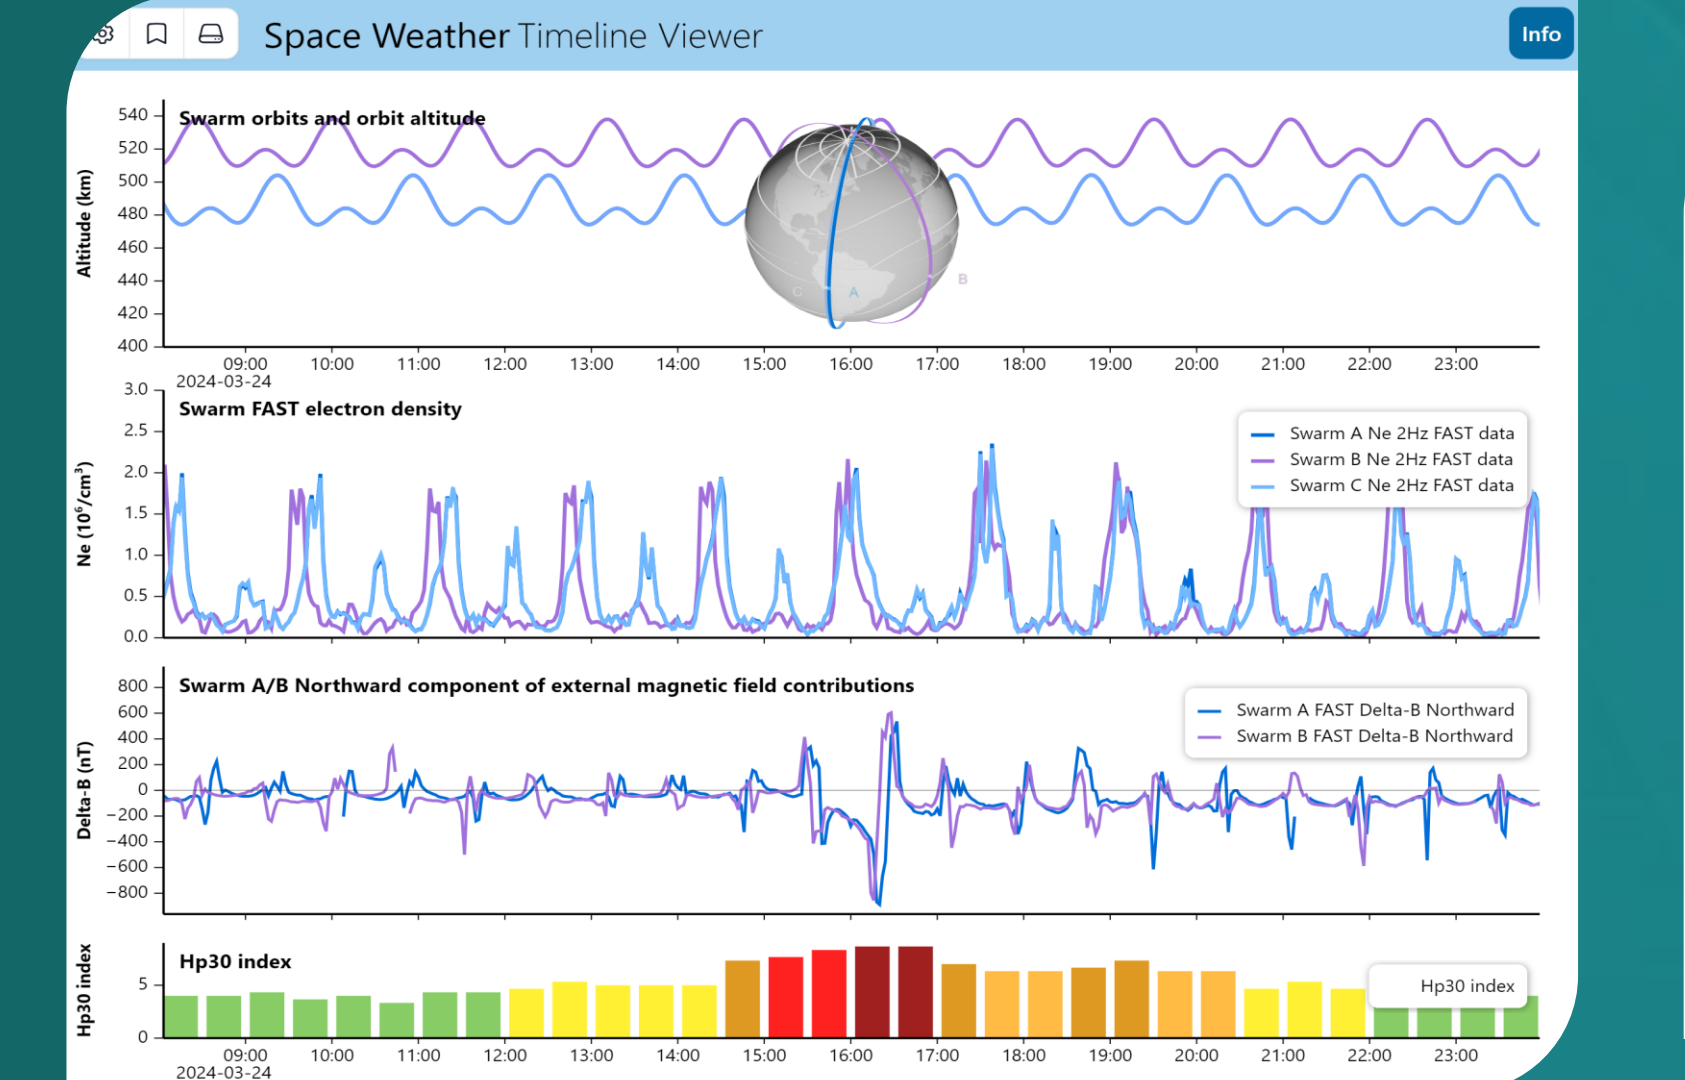 Space Weather Timeline Viewer
Info
Swarm orbits and orbit altitude
Altitude (km)
540
520
500
480
460
440
420
400
C
A
B
09:00 10:00 11:00 12:00 13:00 14:00 15:00 16:00 17:00 18:00 19:00 20:00 21:00 22:00 23:00
2024-03-24
Swarm FAST electron density
Ne (10⁶/cm³)
3.0
2.5
2.0
1.5
1.0
0.5
0.0
Swarm A Ne 2Hz FAST data
Swarm B Ne 2Hz FAST data
Swarm C Ne 2Hz FAST data
Swarm A/B Northward component of external magnetic field contributions
Delta-B (nT)
800
600
400
200
0
−200
−400
−600
−800
Swarm A FAST Delta-B Northward
Swarm B FAST Delta-B Northward
Hp30 index
Hp30 index
5
0
Hp30 index
09:00 10:00 11:00 12:00 13:00 14:00 15:00 16:00 17:00 18:00 19:00 20:00 21:00 22:00 23:00
2024-03-24